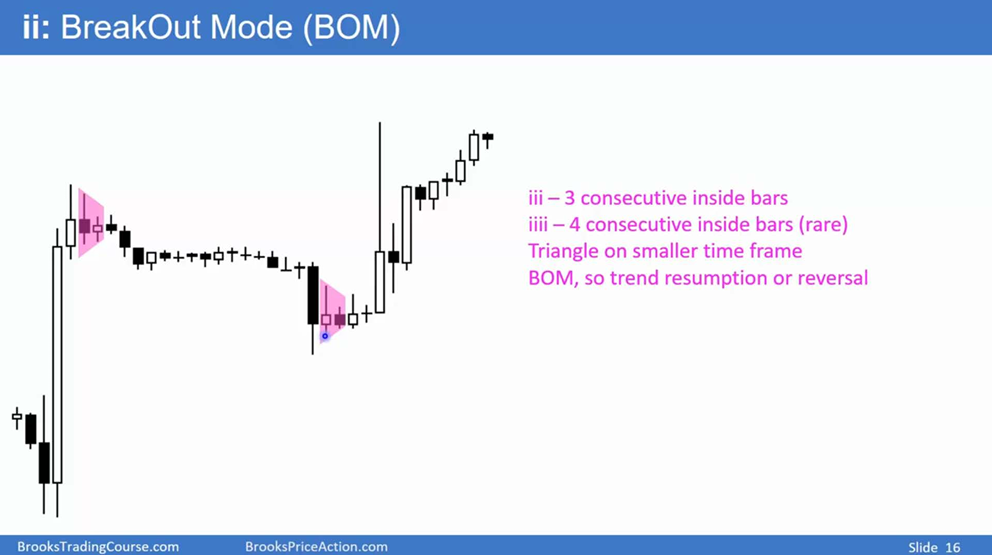 ii: BreakOut Mode (BOM)
iii – 3 consecutive inside bars
iiii – 4 consecutive inside bars (rare)
Triangle on smaller time frame
BOM, so trend resumption or reversal
BrooksTradingCourse.com
BrooksPriceAction.com
Slide 16